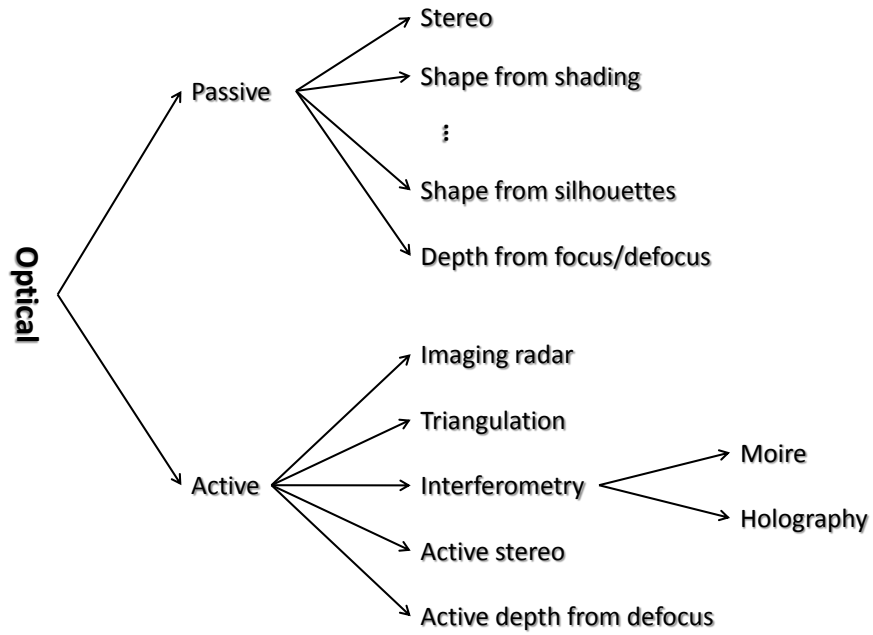 Optical
Passive
Stereo
Shape from shading
...
Shape from silhouettes
Depth from focus/defocus
Active
Imaging radar
Triangulation
Interferometry
Moire
Holography
Active stereo
Active depth from defocus